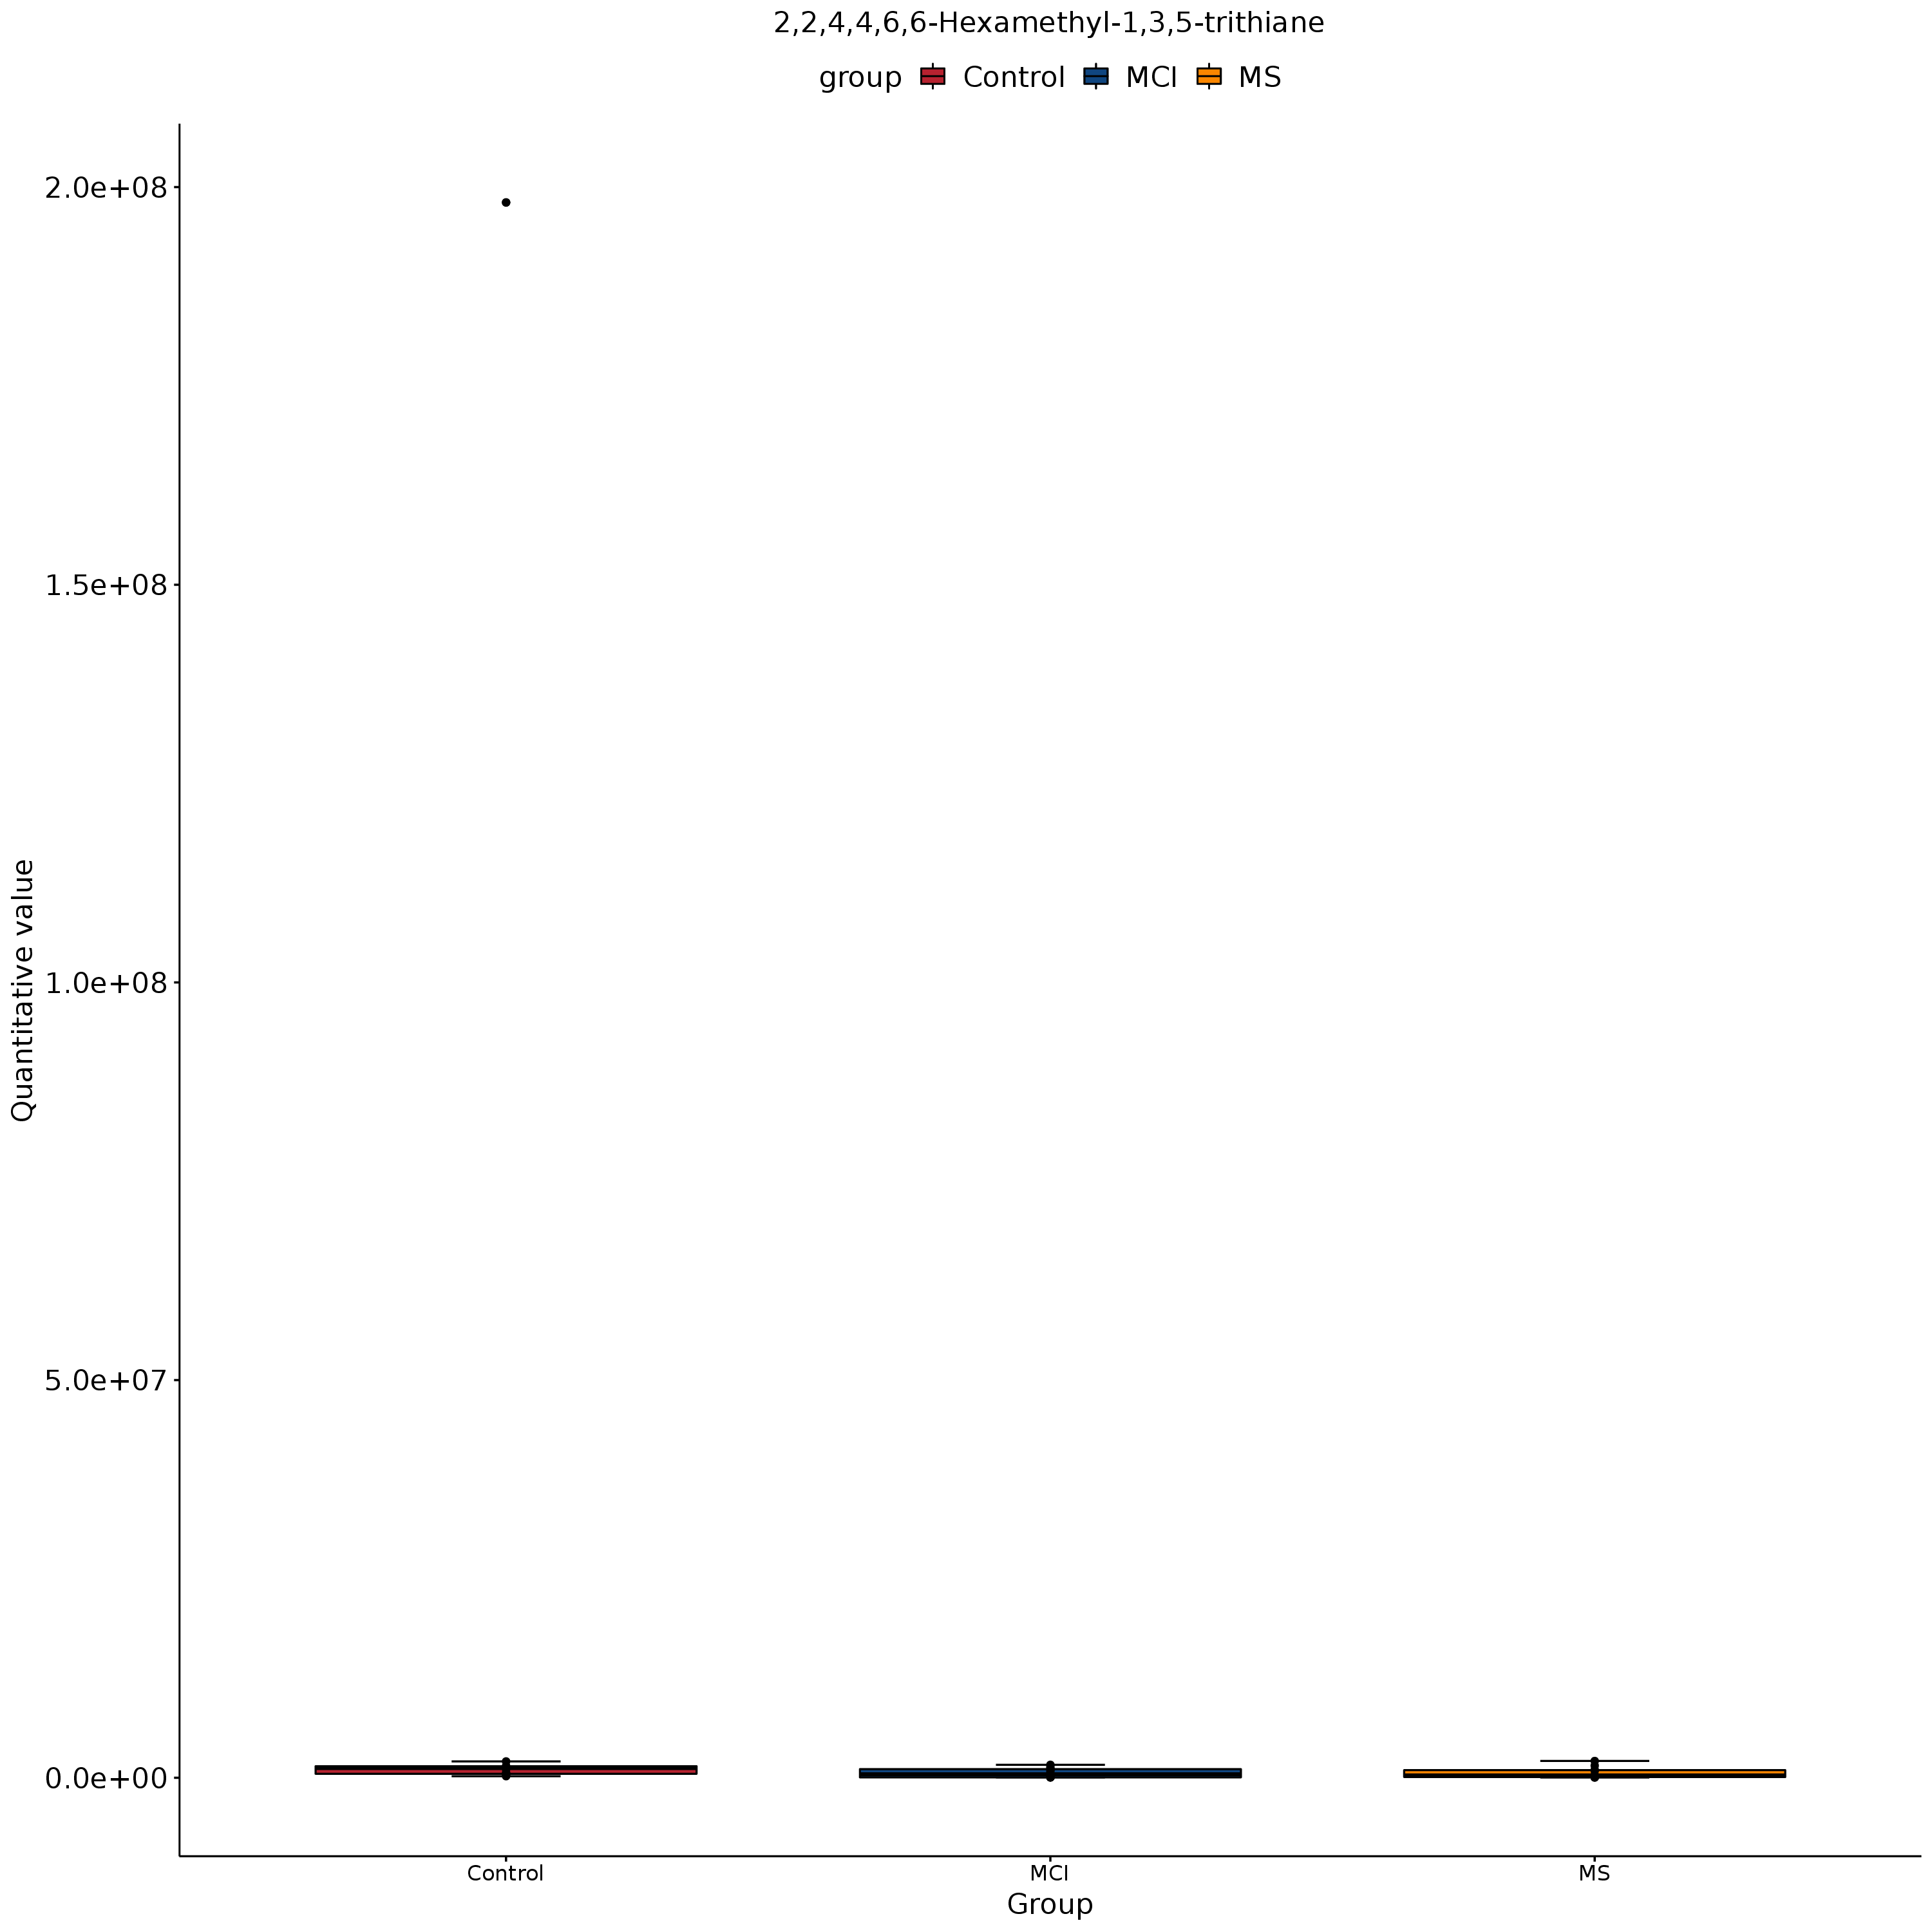 2,2,4,4,6,6-Hexamethyl-1,3,5-trithiane
group Control MCI MS
Quantitative value
2.0e+08
1.5e+08
1.0e+08
5.0e+07
0.0e+00
Control MCI MS
Group